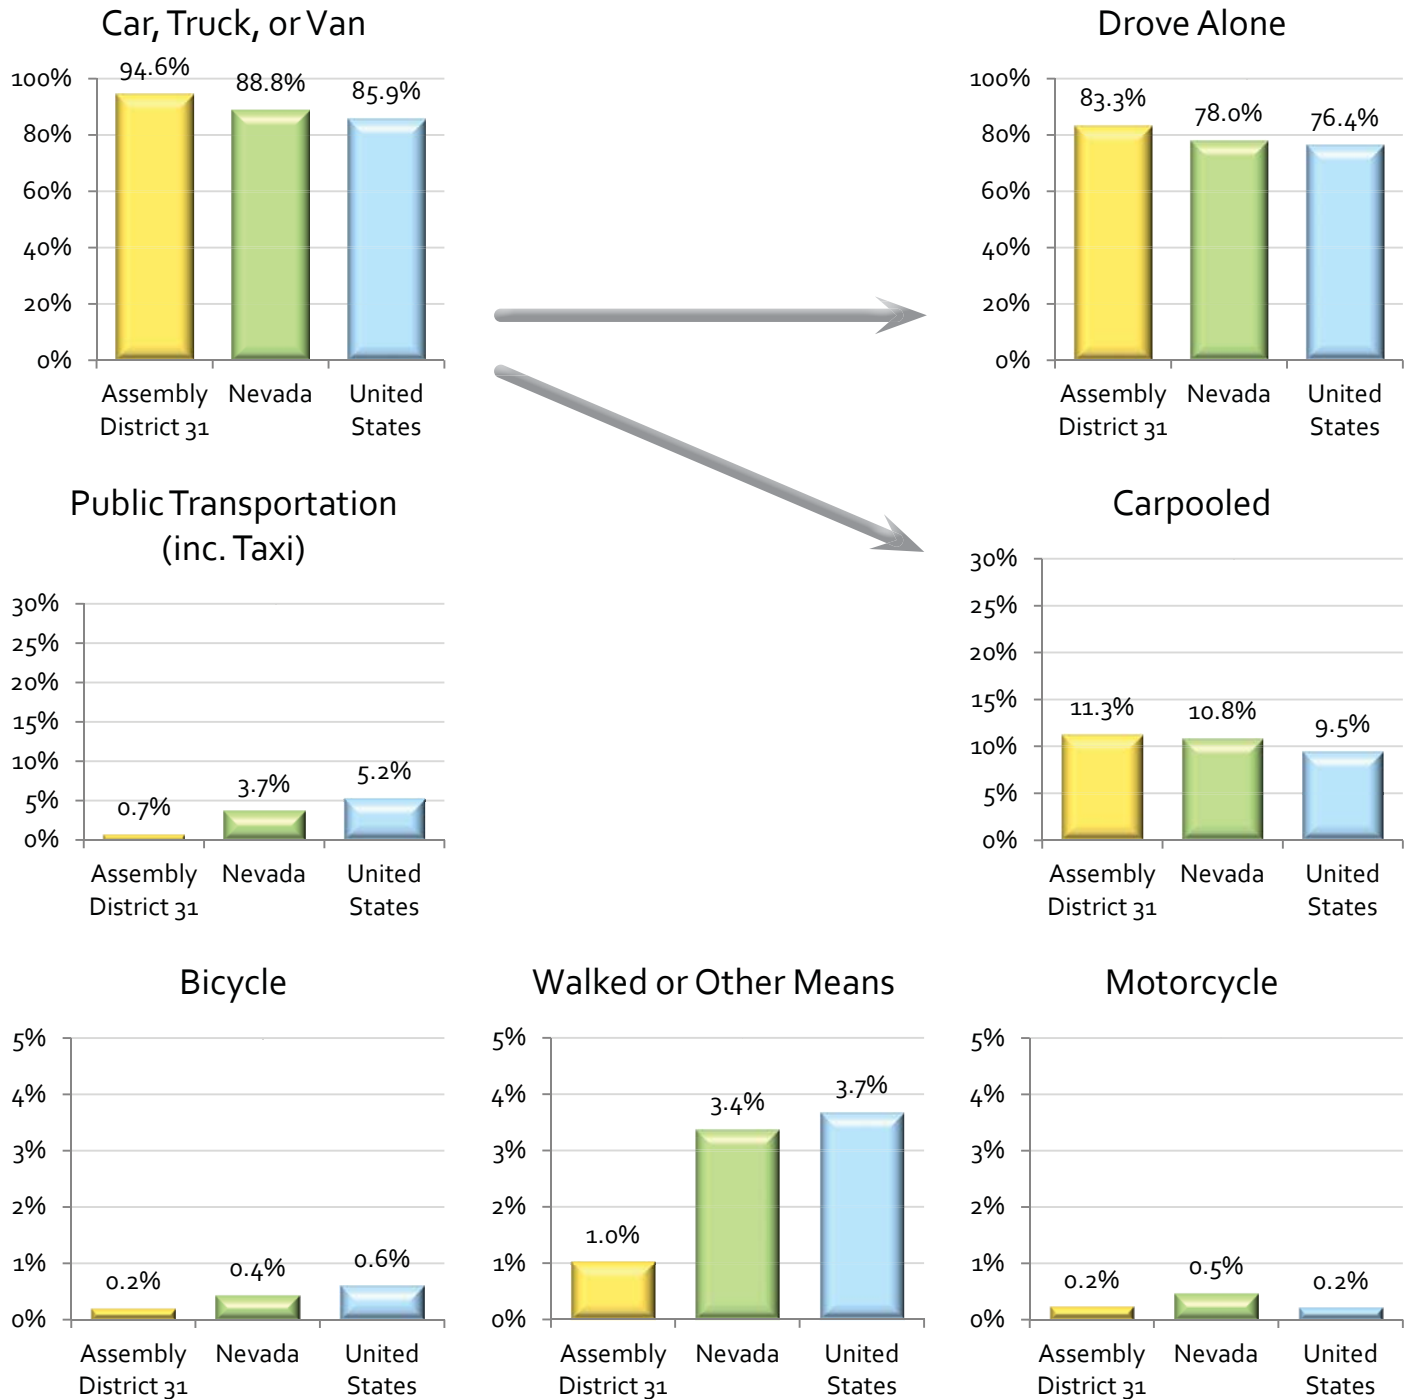 Car, Truck, or Van
100%
80%
60%
40%
20%
0%
94.6%
88.8%
85.9%
Assembly District 31
Nevada
United States
Drove Alone
100%
80%
60%
40%
20%
0%
83.3%
78.0%
76.4%
Assembly District 31
Nevada
United States
Public Transportation
(inc. Taxi)
30%
25%
20%
15%
10%
5%
0%
0.7%
3.7%
5.2%
Assembly District 31
Nevada
United States
Carpooled
30%
25%
20%
15%
10%
5%
0%
11.3%
10.8%
9.5%
Assembly District 31
Nevada
United States
Bicycle
5%
4%
3%
2%
1%
0%
0.2%
0.4%
0.6%
Assembly District 31
Nevada
United States
Walked or Other Means
5%
4%
3%
2%
1%
0%
1.0%
3.4%
3.7%
Assembly District 31
Nevada
United States
Motorcycle
5%
4%
3%
2%
1%
0%
0.2%
0.5%
0.2%
Assembly District 31
Nevada
United States